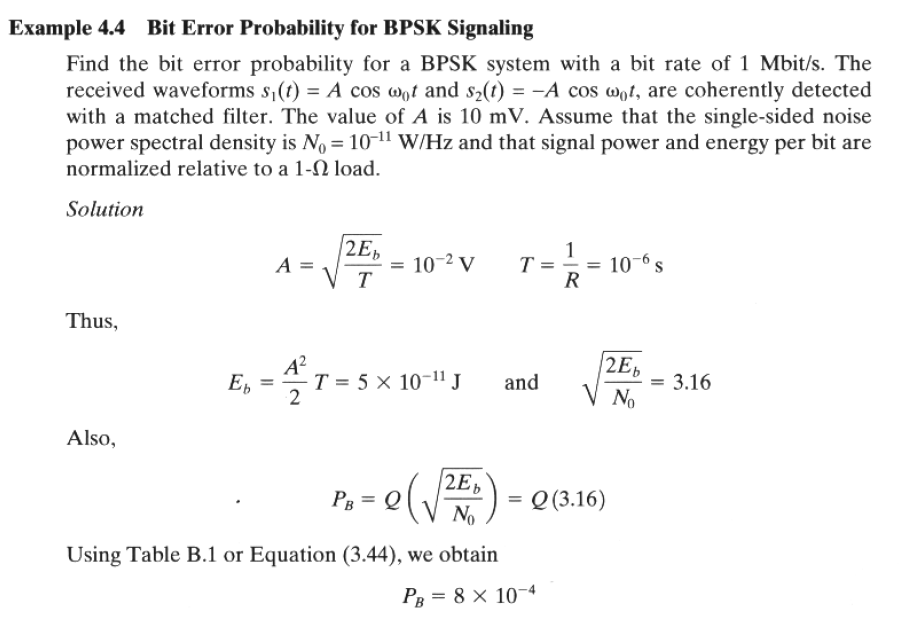 Example 4.4 Bit Error Probability for BPSK Signaling
Find the bit error probability for a BPSK system with a bit rate of 1 Mbit/s. The
received waveforms s₁(t) = A cos ω₀t and s₂(t) = −A cos ω₀t, are coherently detected
with a matched filter. The value of A is 10 mV. Assume that the single-sided noise
power spectral density is N₀ = 10⁻¹¹ W/Hz and that signal power and energy per bit are
normalized relative to a 1-Ω load.
Solution
A = √(2E_b/T) = 10⁻² V T = 1/R = 10⁻⁶ s
Thus,
E_b = A²/2 T = 5 × 10⁻¹¹ J and √(2E_b/N₀) = 3.16
Also,
P_B = Q(√(2E_b/N₀)) = Q(3.16)
Using Table B.1 or Equation (3.44), we obtain
P_B = 8 × 10⁻⁴